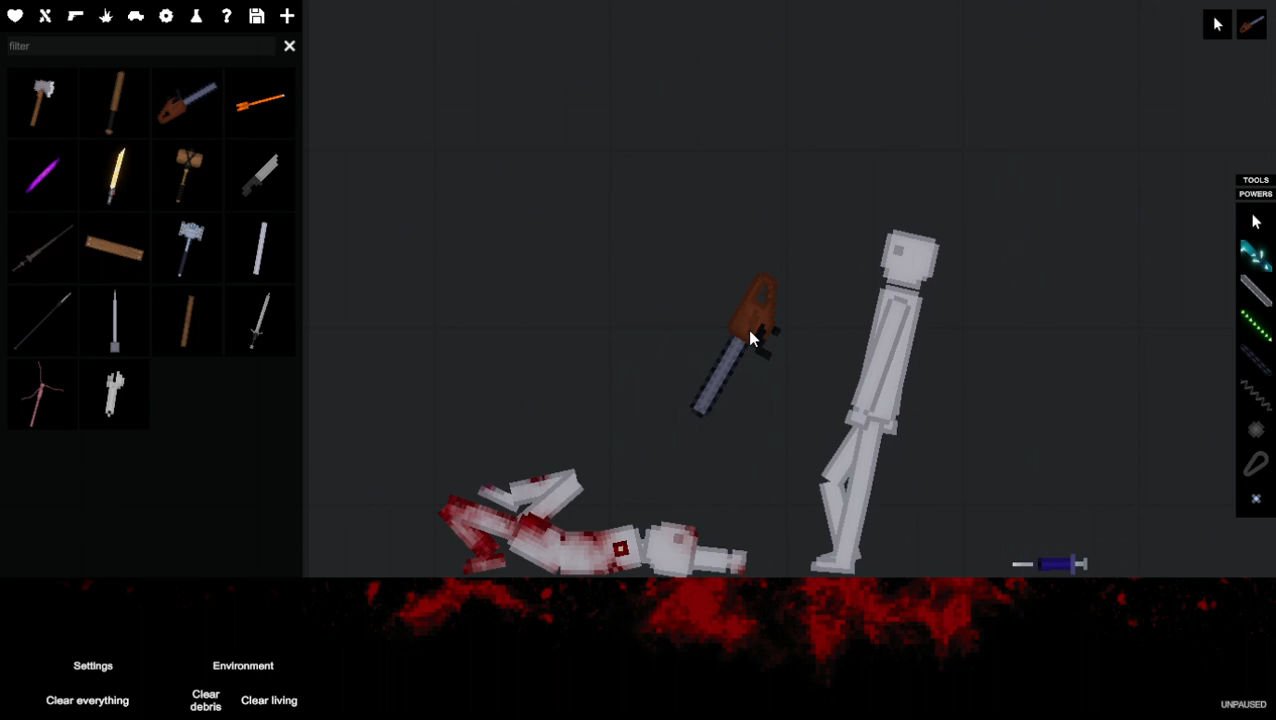 filter
TOOLS
POWERS
Settings
Environment
Clear everything
Clear
debris
Clear living
UNPAUSED